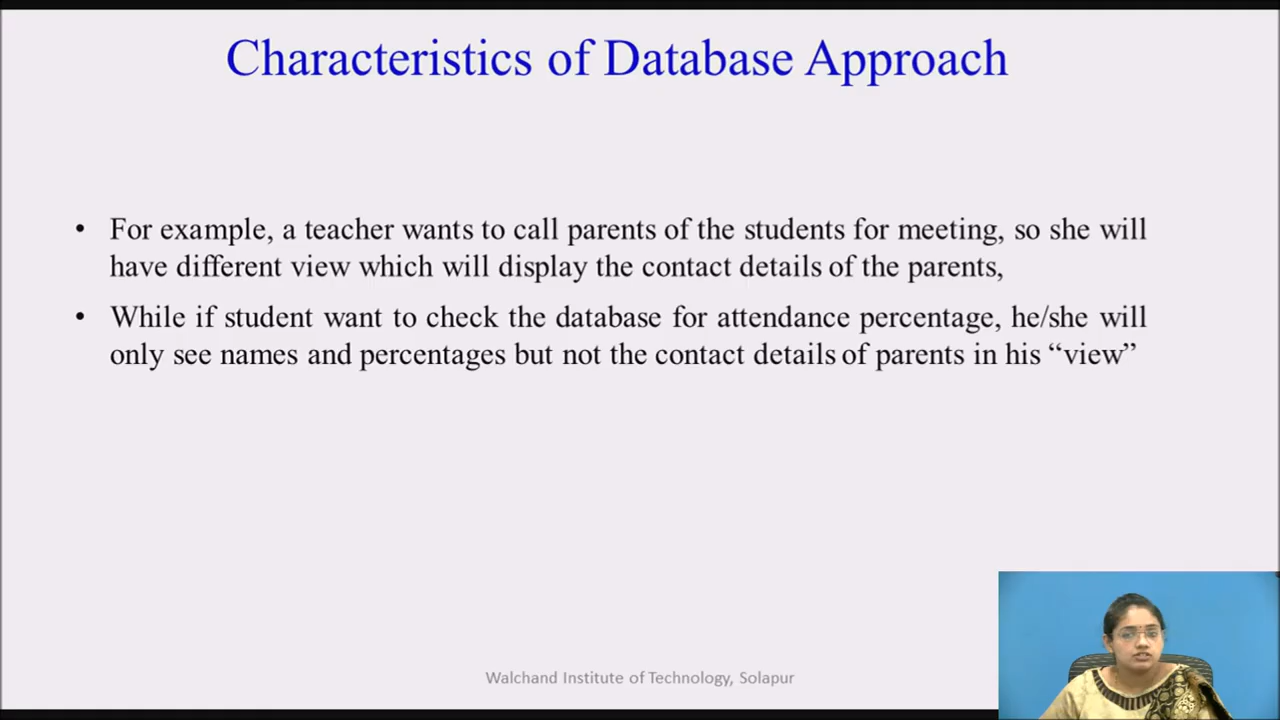 Characteristics of Database Approach
• For example, a teacher wants to call parents of the students for meeting, so she will
have different view which will display the contact details of the parents,
• While if student want to check the database for attendance percentage, he/she will
only see names and percentages but not the contact details of parents in his “view”
Walchand Institute of Technology, Solapur